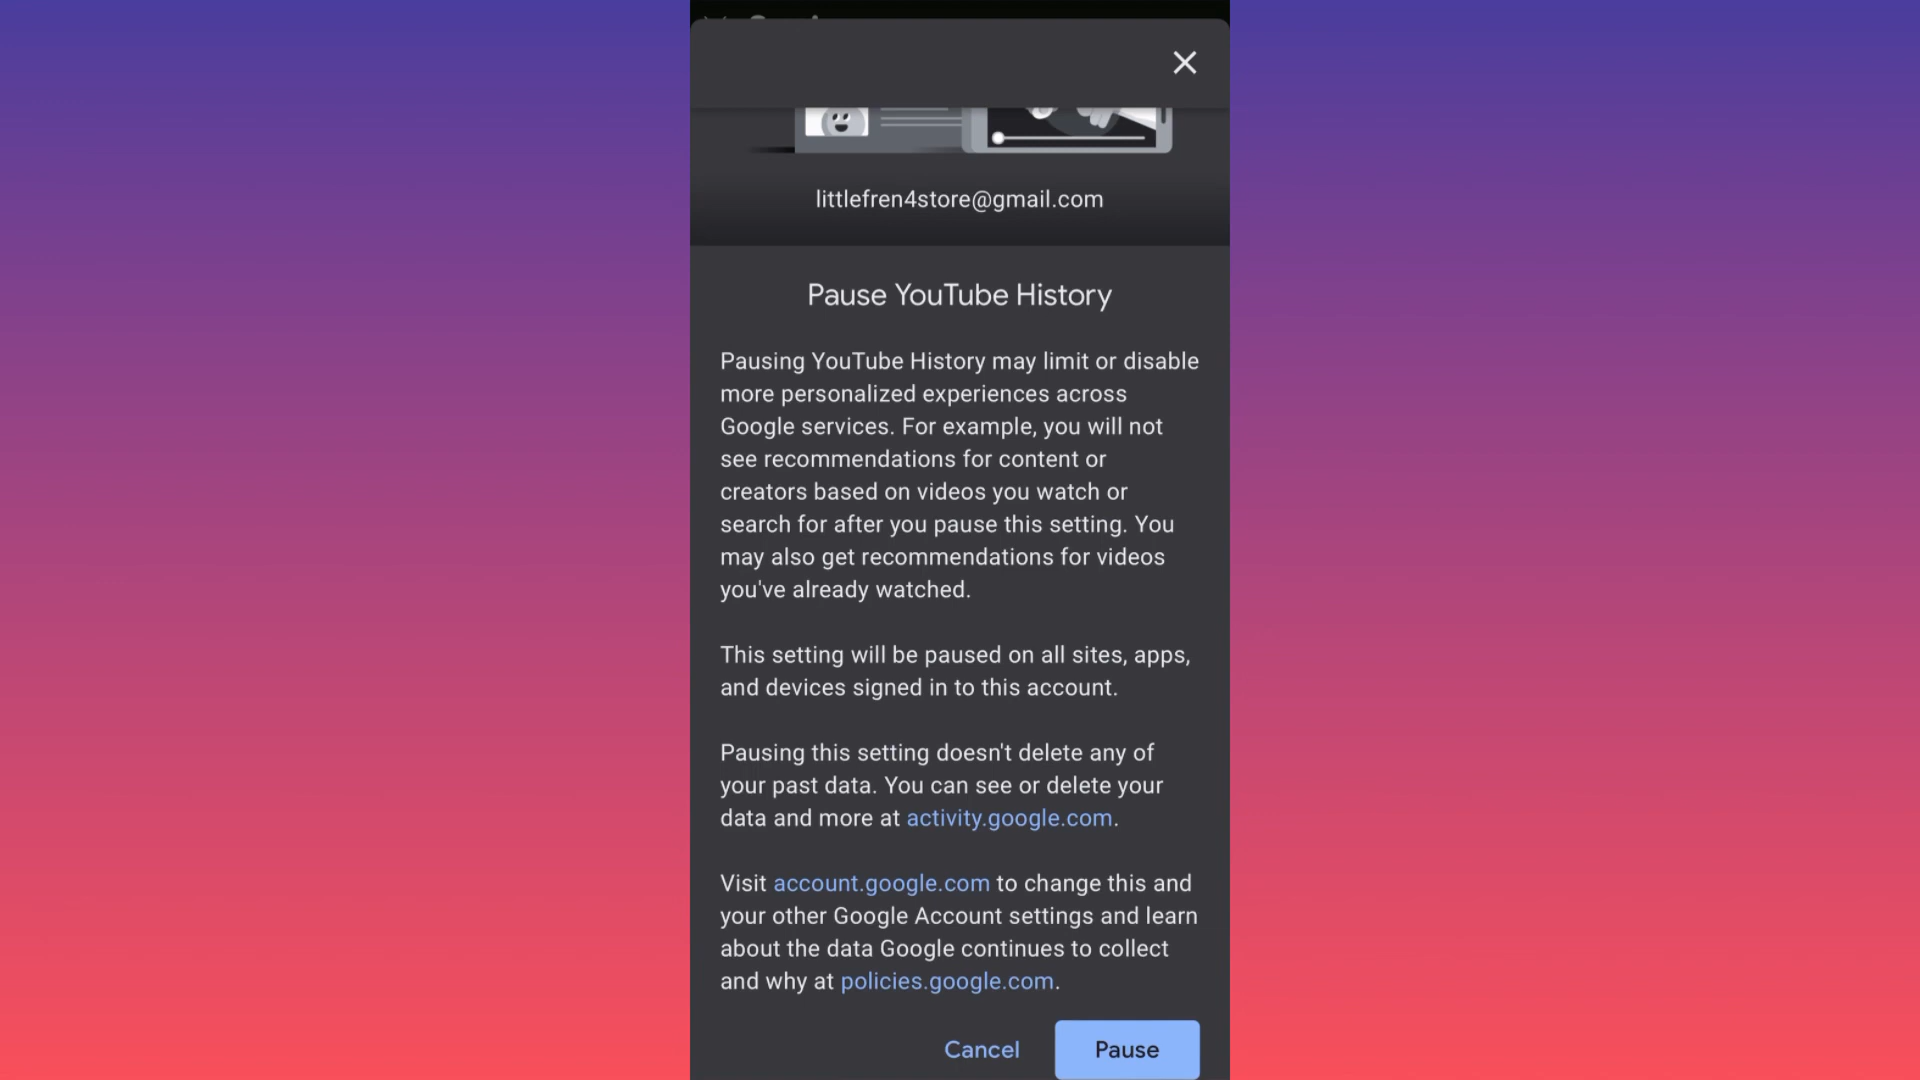 littlefren4store@gmail.com
Pause YouTube History
Pausing YouTube History may limit or disable
more personalized experiences across
Google services. For example, you will not
see recommendations for content or
creators based on videos you watch or
search for after you pause this setting. You
may also get recommendations for videos
you've already watched.
This setting will be paused on all sites, apps,
and devices signed in to this account.
Pausing this setting doesn't delete any of
your past data. You can see or delete your
data and more at activity.google.com.
Visit account.google.com to change this and
your other Google Account settings and learn
about the data Google continues to collect
and why at policies.google.com.
Cancel
Pause